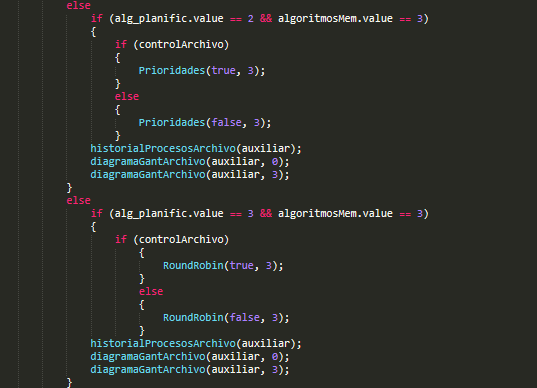 else
if (alg_planific.value == 2 && algoritmosMem.value == 3)
{
if (controlArchivo)
{
Prioridades(true, 3);
}
else
{
Prioridades(false, 3);
}
historialProcesosArchivo(auxiliar);
diagramaGantArchivo(auxiliar, 0);
diagramaGantArchivo(auxiliar, 3);
}
else
if (alg_planific.value == 3 && algoritmosMem.value == 3)
{
if (controlArchivo)
{
RoundRobin(true, 3);
}
else
{
RoundRobin(false, 3);
}
historialProcesosArchivo(auxiliar);
diagramaGantArchivo(auxiliar, 0);
diagramaGantArchivo(auxiliar, 3);
}